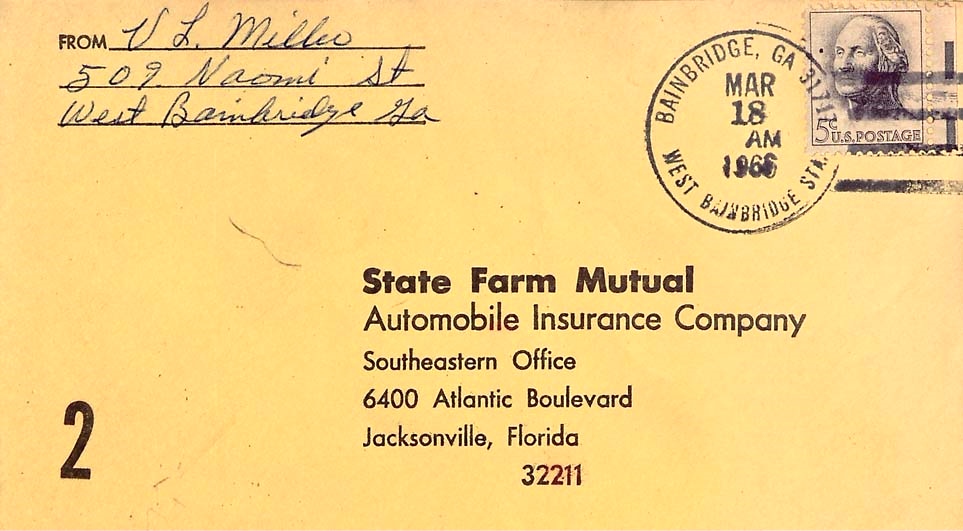 FROM V L. Miller
509 Naomi St
West Bainbridge Ga
BAINBRIDGE, GA 31717
MAR
18
AM
1966
WEST BAINBRIDGE STA.
5c U.S. POSTAGE
State Farm Mutual
Automobile Insurance Company
Southeastern Office
6400 Atlantic Boulevard
Jacksonville, Florida
32211
2